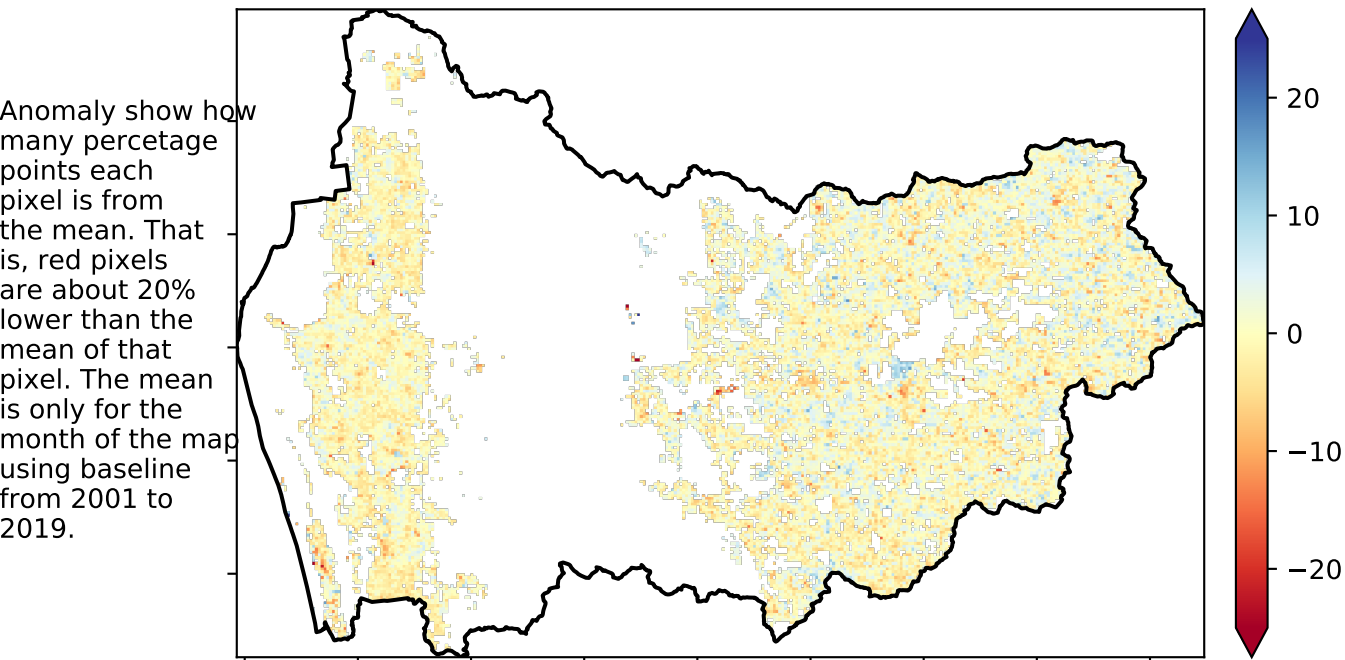 Anomaly show how
many percetage
points each
pixel is from
the mean. That
is, red pixels
are about 20%
lower than the
mean of that
pixel. The mean
is only for the
month of the map
using baseline
from 2001 to
2019.
20
10
0
−10
−20